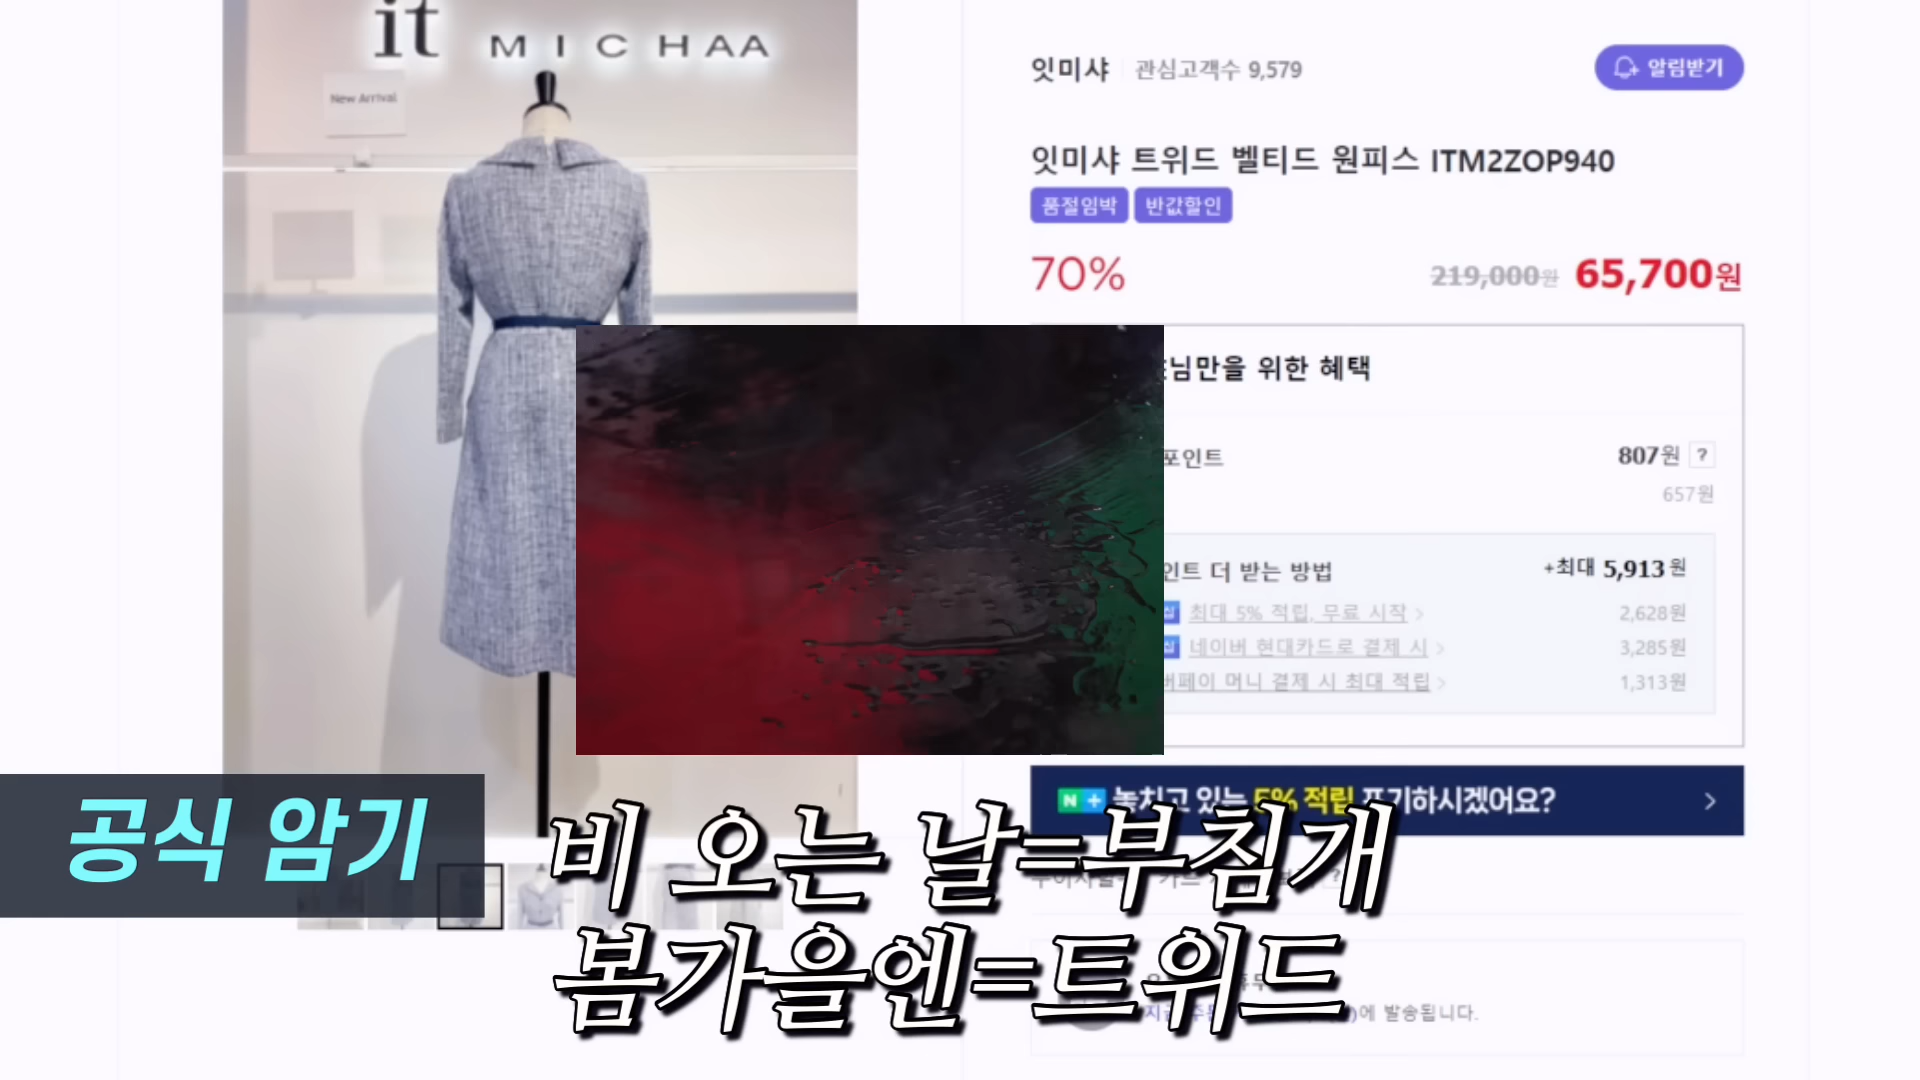 it MICHAA
New Arrival
잇미샤 관심고객수 9,579
알림받기
잇미샤 트위드 벨티드 원피스 ITM2ZOP940
품절임박 반값할인
70% 219,000원 65,700원
님만을 위한 혜택
포인트 807원 ?
657원
인트 더 받는 방법 +최대 5,913원
최대 5% 적립, 무료 시작 > 2,628원
네이버 현대카드로 결제 시 > 3,285원
버페이 머니 결제 시 최대 적립 > 1,313원
N+ 놓치고 있는 5% 적립 포기하시겠어요? >
공식 암기
비 오는 날=부침개
봄가을엔=트위드
에 발송됩니다.